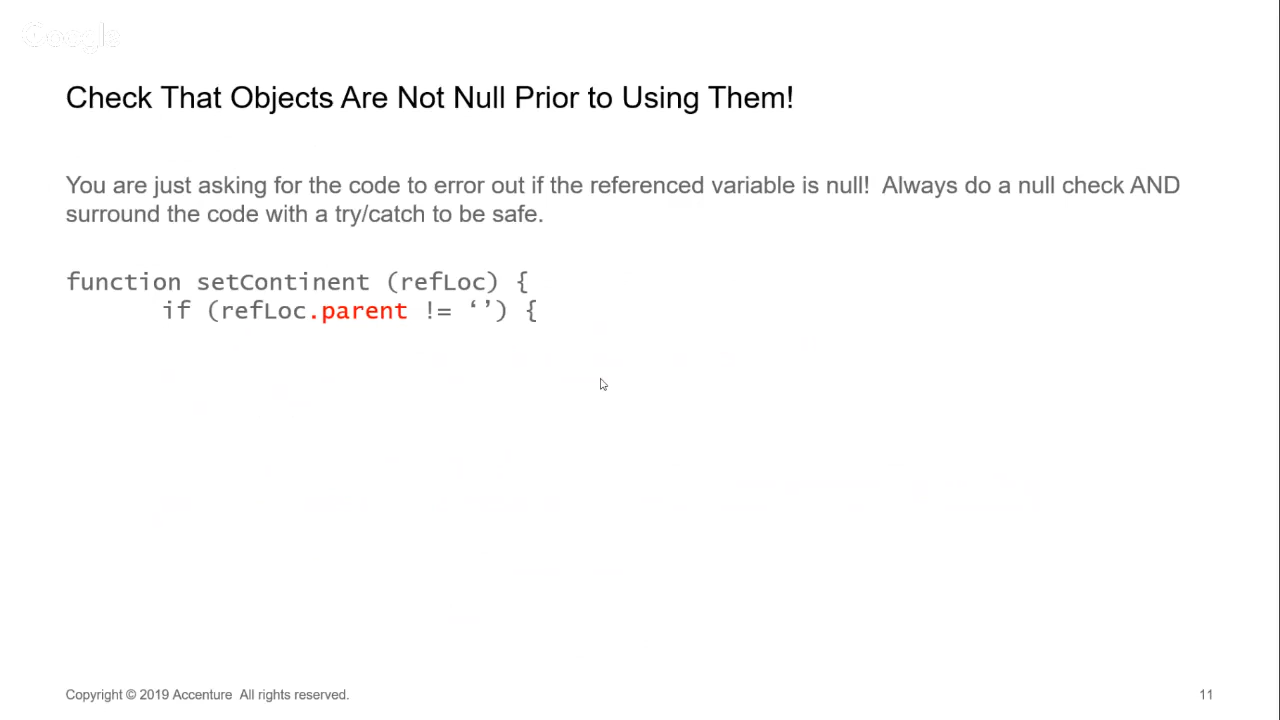 Google
Check That Objects Are Not Null Prior to Using Them!
You are just asking for the code to error out if the referenced variable is null!  Always do a null check AND
surround the code with a try/catch to be safe.
function setContinent (refLoc) {
if (refLoc.parent != ‘’) {
Copyright © 2019 Accenture  All rights reserved.
11